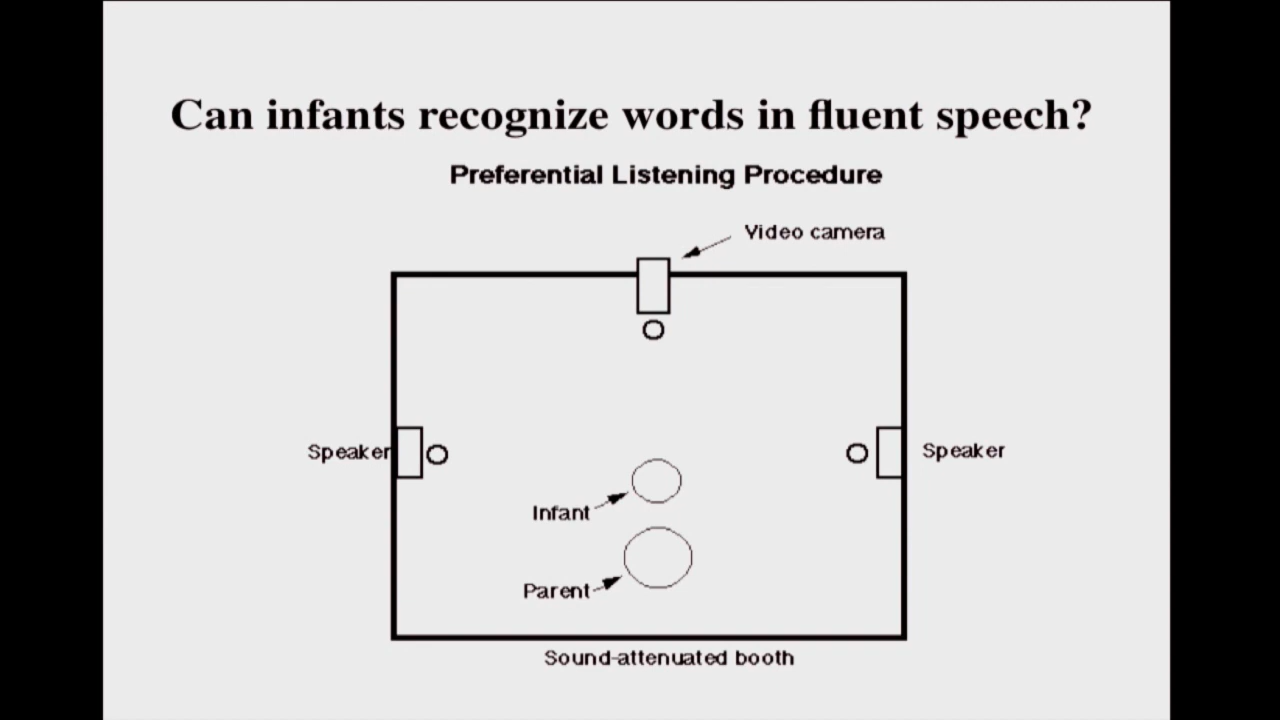 Can infants recognize words in fluent speech?
Preferential Listening Procedure
Video camera
Speaker
Speaker
Infant
Parent
Sound-attenuated booth